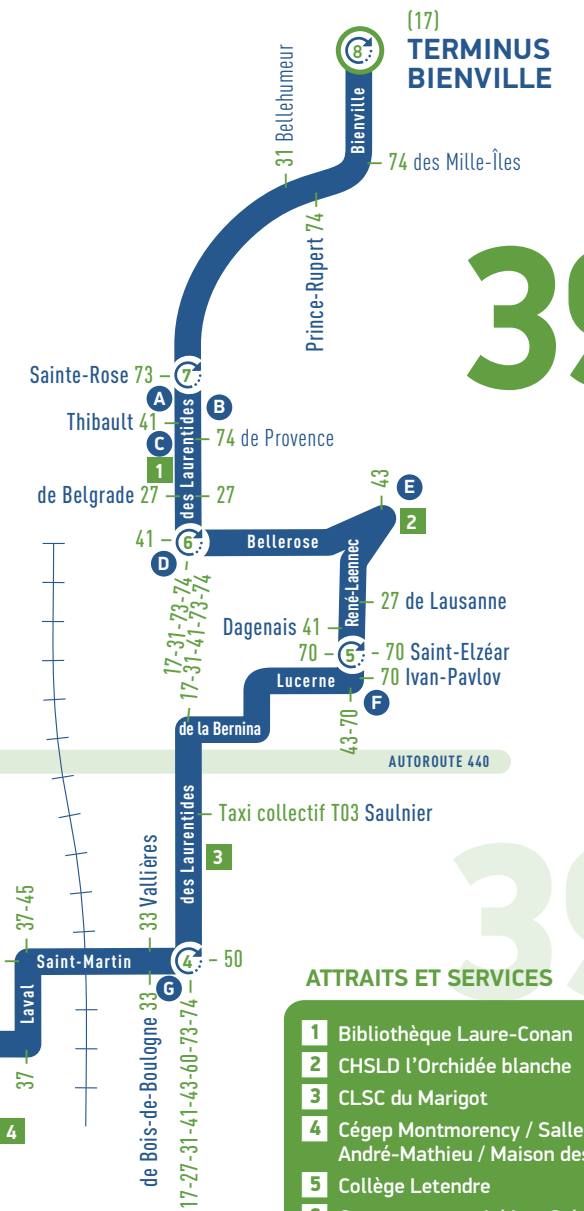 (17)
TERMINUS
BIENVILLE
8
Bienville
31 Bellehumeur
74 des Mille-Îles
Prince-Rupert 74
39
Sainte-Rose 73
7
A
B
Thibault 41
C
74 de Provence
1
des Laurentides
de Belgrade 27
27
43
E
2
41
6
D
Bellerose
René-Laennec
27 de Lausanne
17-31-73-74
17-31-41-73-74
Dagenais 41
70
5
70 Saint-Elzéar
Lucerne
70 Ivan-Pavlov
F
43-70
de la Bernina
AUTOROUTE 440
des Laurentides
Taxi collectif T03 Saulnier
3
39
37-45
33 Vallières
Saint-Martin
4
50
G
Laval
37
4
de Bois-de-Boulogne 33
17-27-31-41-43-60-73-74
ATTRAITS ET SERVICES
1 Bibliothèque Laure-Conan
2 CHSLD l'Orchidée blanche
3 CLSC du Marigot
4 Cégep Montmorency / Salle
André-Mathieu / Maison des
5 Collège Letendre